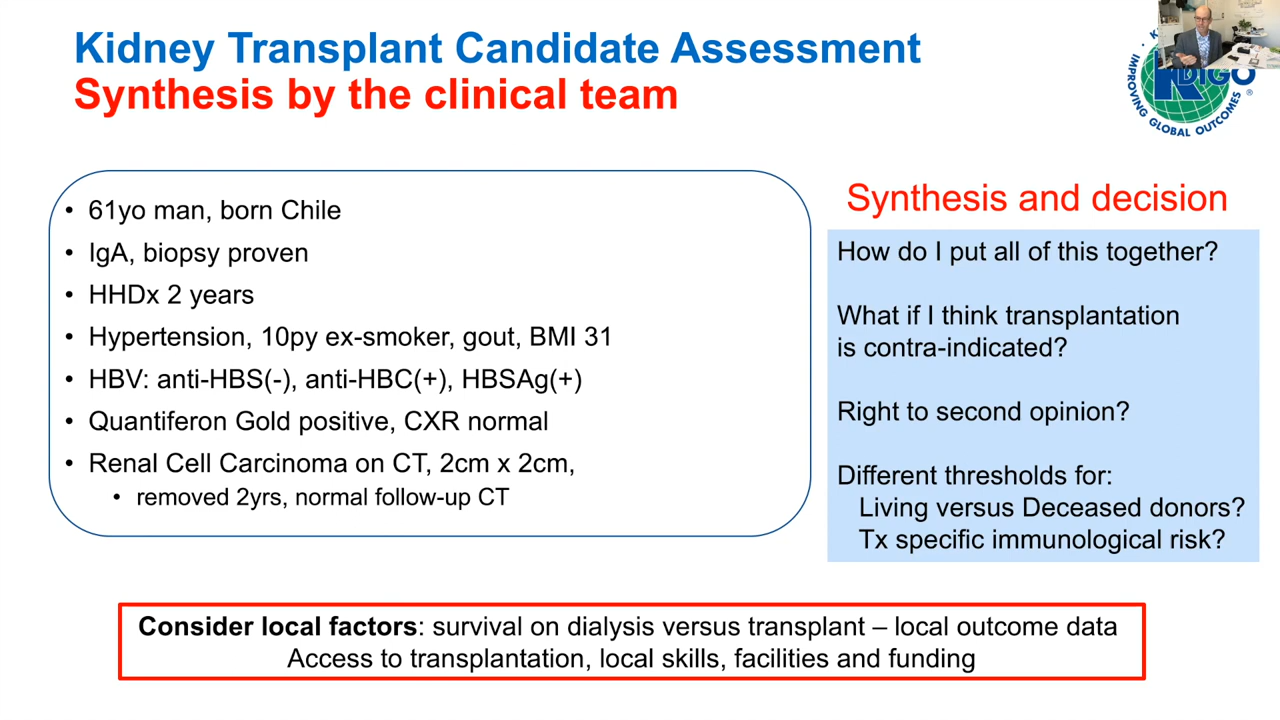 Kidney Transplant Candidate Assessment
Synthesis by the clinical team
KDIGO
IMPROVING GLOBAL OUTCOMES
®
• 61yo man, born Chile
• IgA, biopsy proven
• HHDx 2 years
• Hypertension, 10py ex-smoker, gout, BMI 31
• HBV: anti-HBS(-), anti-HBC(+), HBSAg(+)
• Quantiferon Gold positive, CXR normal
• Renal Cell Carcinoma on CT, 2cm x 2cm,
• removed 2yrs, normal follow-up CT
Synthesis and decision
How do I put all of this together?
What if I think transplantation
is contra-indicated?
Right to second opinion?
Different thresholds for:
Living versus Deceased donors?
Tx specific immunological risk?
Consider local factors: survival on dialysis versus transplant – local outcome data
Access to transplantation, local skills, facilities and funding